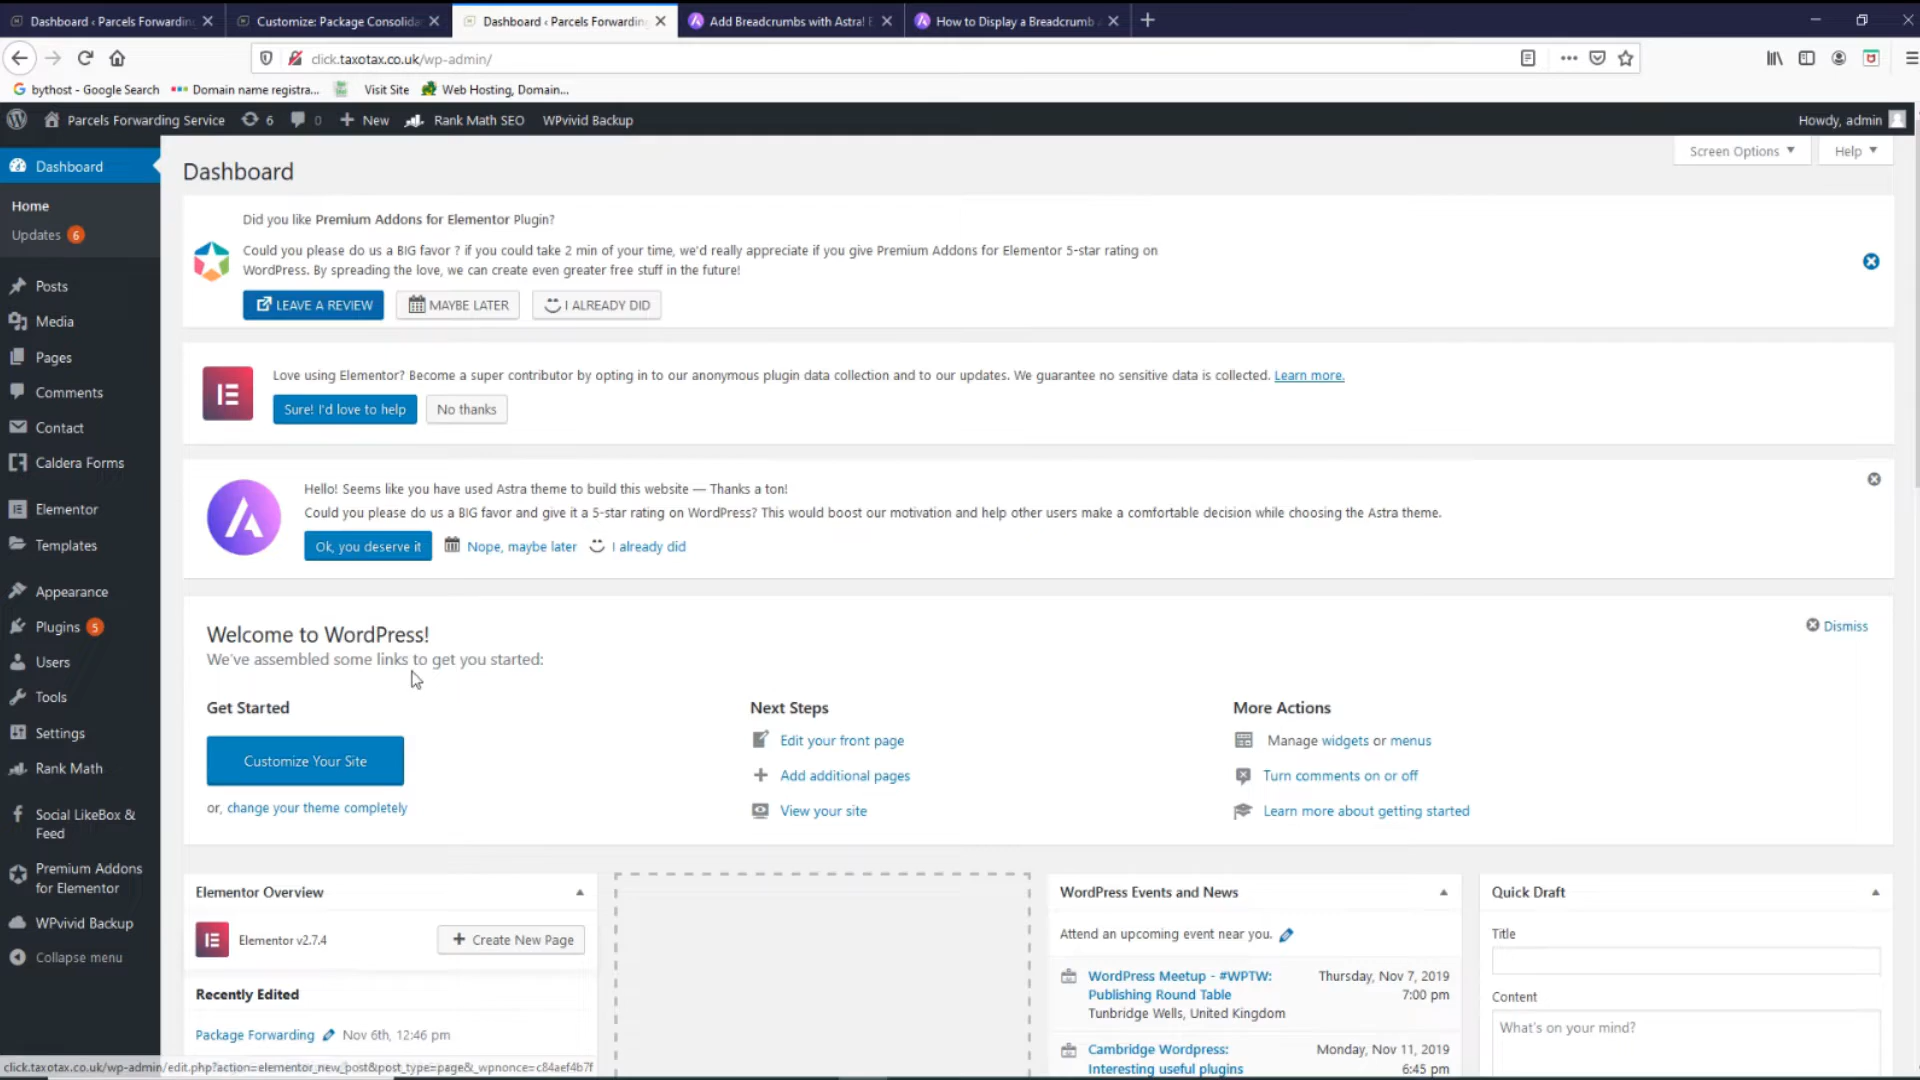 Dashboard ‹ Parcels Forwarding
Customize: Package Consolida
Dashboard ‹ Parcels Forwarding
Add Breadcrumbs with Astra!
How to Display a Breadcrumb
click.taxotax.co.uk/wp-admin/
bythost - Google Search
Domain name registra...
Visit Site
Web Hosting, Domain...
Parcels Forwarding Service
6
0
New
Rank Math SEO
WPvivid Backup
Howdy, admin
Dashboard
Home
Updates 6
Posts
Media
Pages
Comments
Contact
Caldera Forms
Elementor
Templates
Appearance
Plugins 5
Users
Tools
Settings
Rank Math
Social LikeBox &
Feed
Premium Addons
for Elementor
WPvivid Backup
Collapse menu
Screen Options
Help
Dashboard
Did you like Premium Addons for Elementor Plugin?
Could you please do us a BIG favor ? if you could take 2 min of your time, we'd really appreciate if you give Premium Addons for Elementor 5-star rating on
WordPress. By spreading the love, we can create even greater free stuff in the future!
LEAVE A REVIEW
MAYBE LATER
I ALREADY DID
Love using Elementor? Become a super contributor by opting in to our anonymous plugin data collection and to our updates. We guarantee no sensitive data is collected. Learn more.
Sure! I'd love to help
No thanks
Hello! Seems like you have used Astra theme to build this website — Thanks a ton!
Could you please do us a BIG favor and give it a 5-star rating on WordPress? This would boost our motivation and help other users make a comfortable decision while choosing the Astra theme.
Ok, you deserve it
Nope, maybe later
I already did
Welcome to WordPress!
We've assembled some links to get you started:
Dismiss
Get Started
Customize Your Site
or, change your theme completely
Next Steps
Edit your front page
Add additional pages
View your site
More Actions
Manage widgets or menus
Turn comments on or off
Learn more about getting started
Elementor Overview
Elementor v2.7.4
Create New Page
Recently Edited
Package Forwarding
Nov 6th, 12:46 pm
WordPress Events and News
Attend an upcoming event near you.
WordPress Meetup - #WPTW:
Publishing Round Table
Tunbridge Wells, United Kingdom
Thursday, Nov 7, 2019
7:00 pm
Cambridge Wordpress:
Interesting useful plugins
Monday, Nov 11, 2019
6:45 pm
Quick Draft
Title
Content
What's on your mind?
click.taxotax.co.uk/wp-admin/edit.php?action=elementor_new_post&post_type=page&_wpnonce=c84aef4b7f